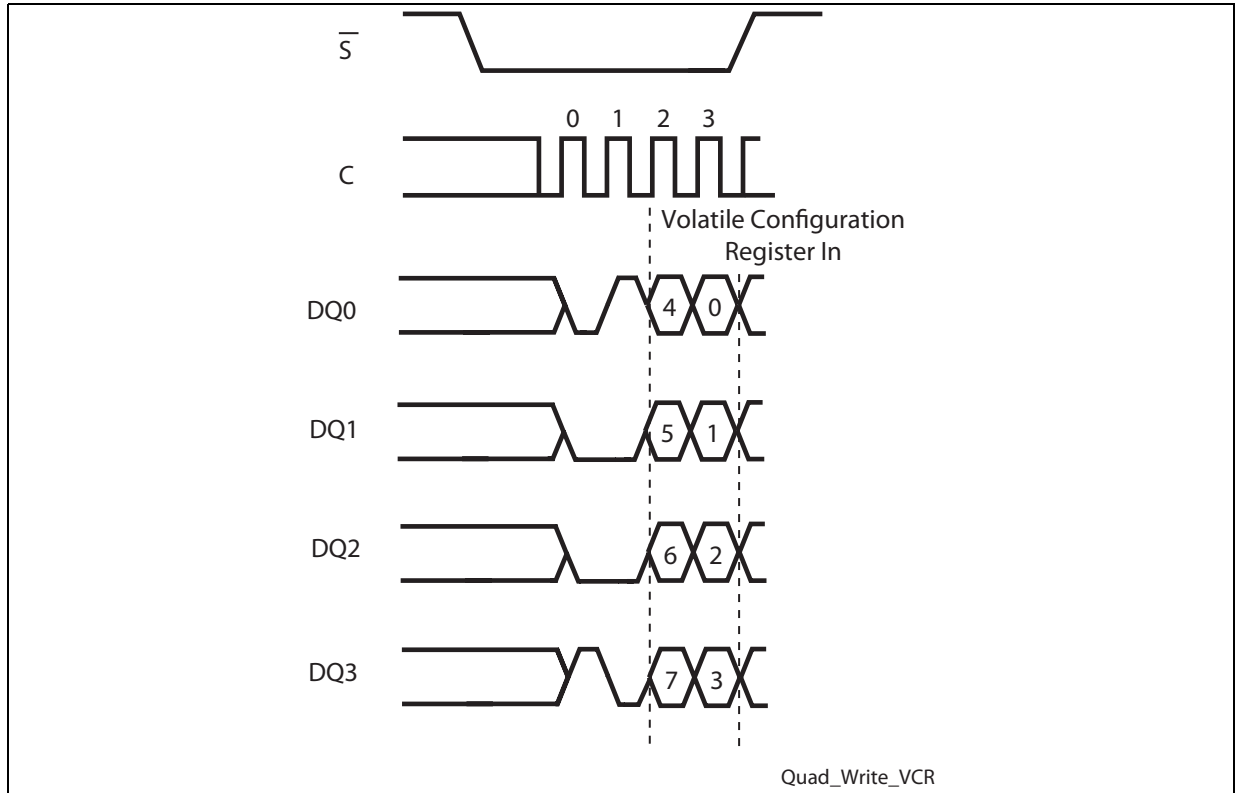 S̅
0 1 2 3
C
Volatile Configuration
Register In
DQ0
4 0
DQ1
5 1
DQ2
6 2
DQ3
7 3
Quad_Write_VCR